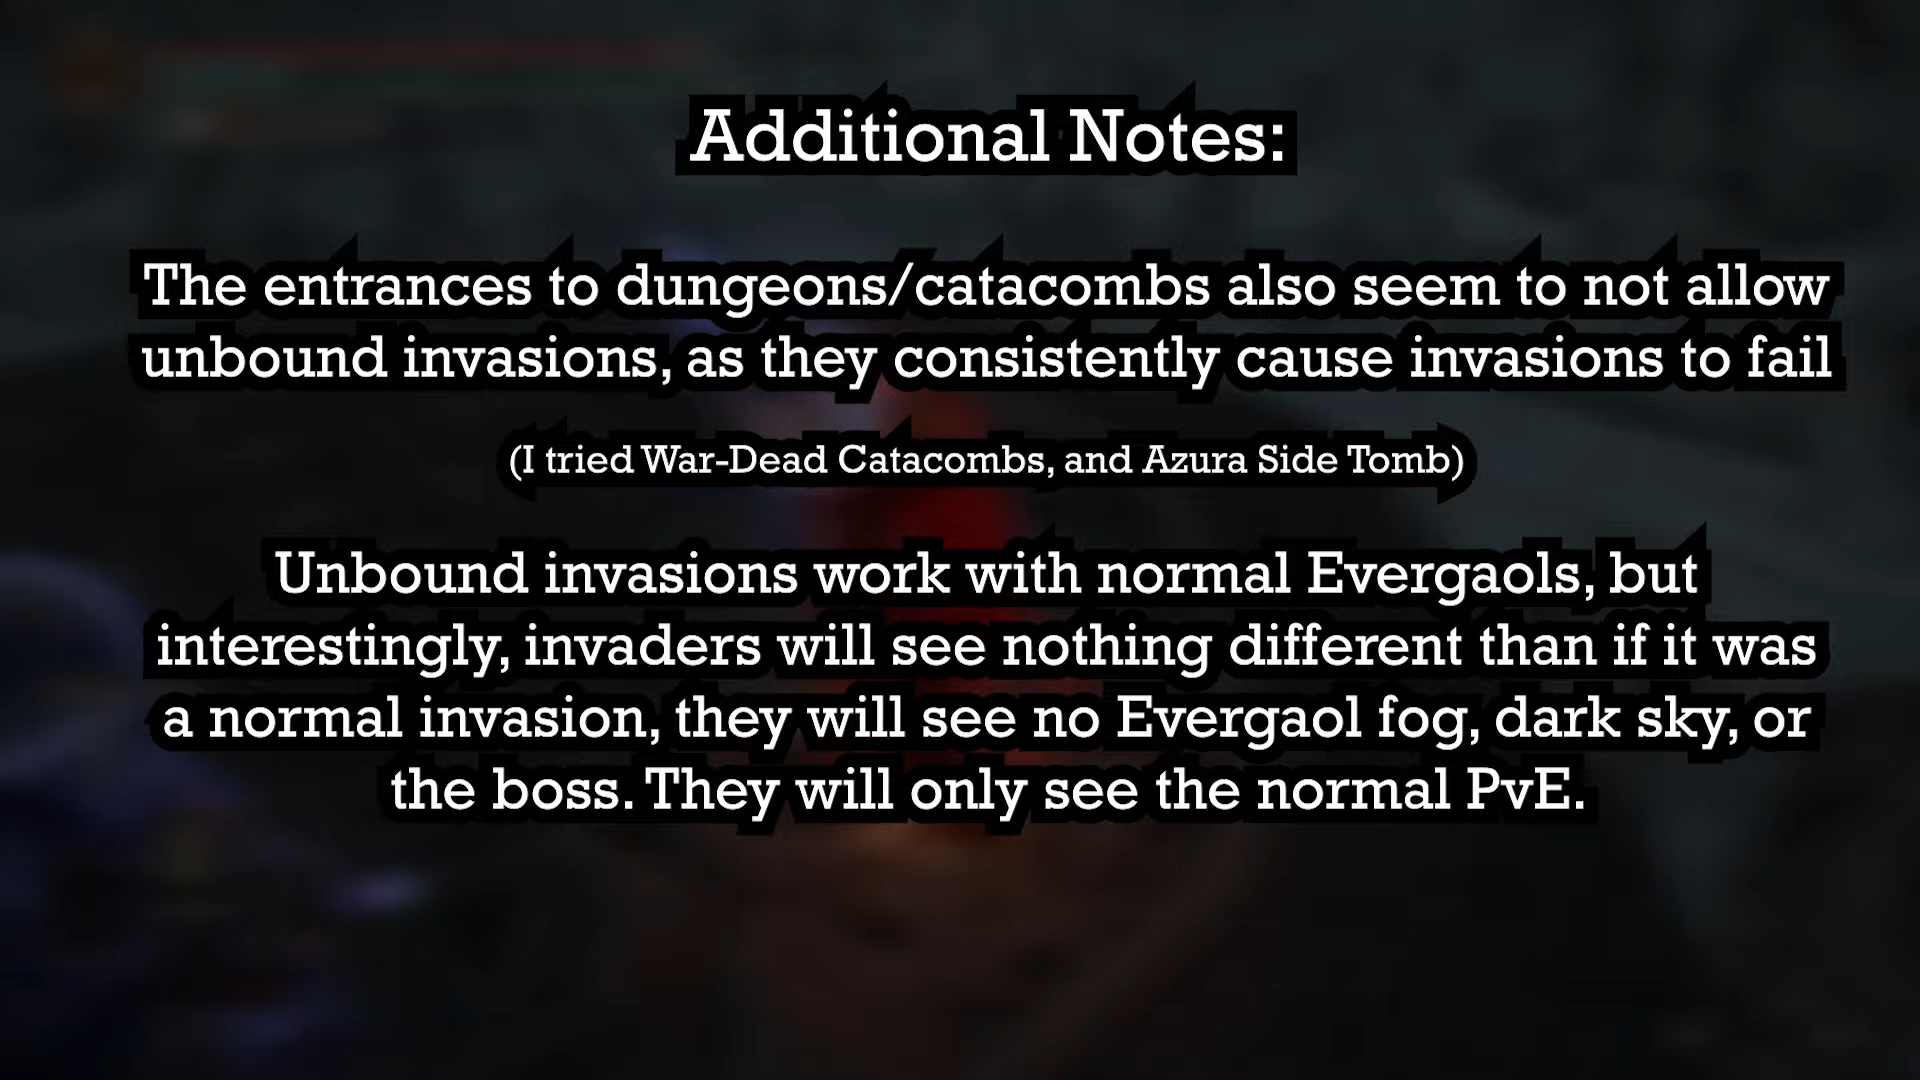 Additional Notes:
The entrances to dungeons/catacombs also seem to not allow
unbound invasions, as they consistently cause invasions to fail
(I tried War-Dead Catacombs, and Azura Side Tomb)
Unbound invasions work with normal Evergaols, but
interestingly, invaders will see nothing different than if it was
a normal invasion, they will see no Evergaol fog, dark sky, or
the boss. They will only see the normal PvE.